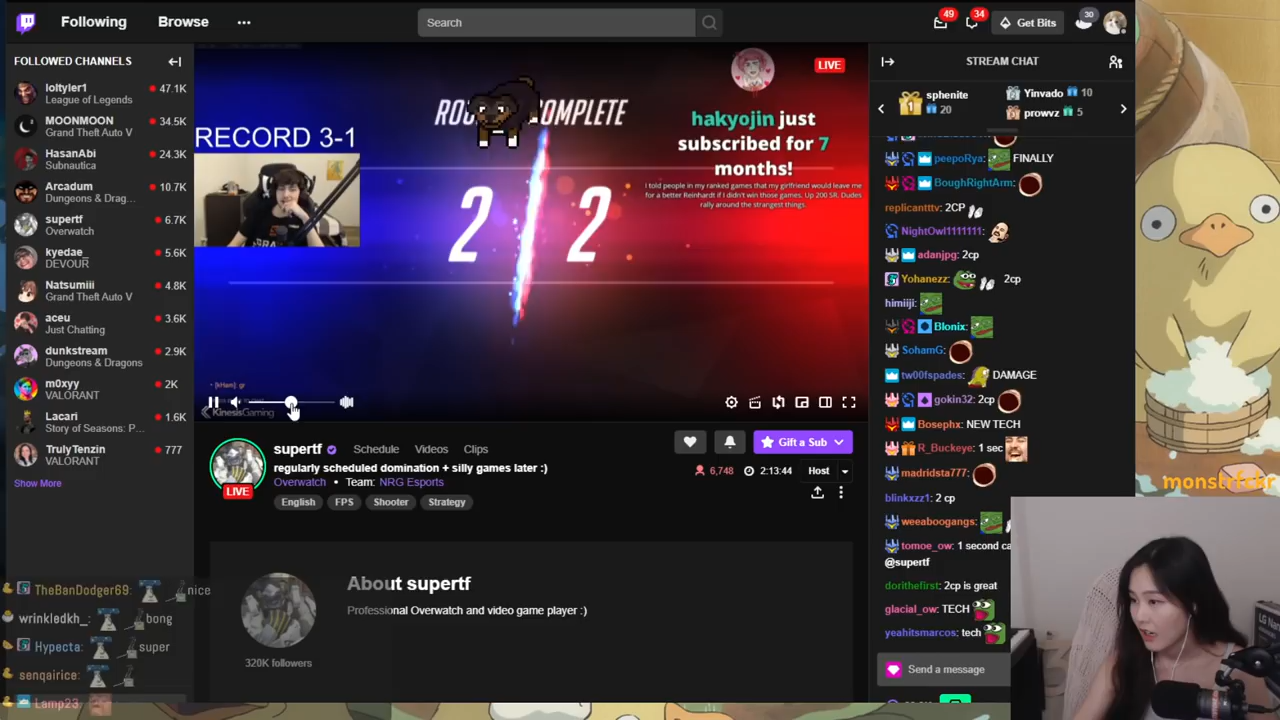 Following
Browse
Search
49
34
Get Bits
30
FOLLOWED CHANNELS
loltyler1
League of Legends
47.1K
MOONMOON
Grand Theft Auto V
34.5K
HasanAbi
Subnautica
24.3K
Arcadum
Dungeons & Drag...
10.7K
supertf
Overwatch
6.7K
kyedae_
DEVOUR
5.6K
Natsumiii
Grand Theft Auto V
4.8K
aceu
Just Chatting
3.6K
dunkstream
Dungeons & Dragons
2.9K
m0xyy
VALORANT
2K
Lacari
Story of Seasons: P...
1.6K
TrulyTenzin
VALORANT
777
Show More
TheBanDodger69: nice
wrinkledkh_: bong
Hypecta: super
senqairice:
Lamp23:
RECORD 3-1
COMPLETE
2 2
LIVE
hakyojin just
subscribed for 7
months!
I told people in my ranked games that my girlfriend would leave me
for a better Reinhardt if I didn't win those games. Up 200 SR. Dudes
rally around the strangest things.
KinesisGaming
supertf
Schedule
Videos
Clips
Gift a Sub
regularly scheduled domination + silly games later :)
Overwatch • Team: NRG Esports
6,748
2:13:44
Host
LIVE
English
FPS
Shooter
Strategy
About supertf
Professional Overwatch and video game player :)
320K followers
STREAM CHAT
1
sphenite
20
Yinvado 10
prowvz 5
peepoRya: FINALLY
BoughRightArm:
replicantttv: 2CP
NightOwl1111111:
adanjpg: 2cp
Yohanezz: 2cp
himiiji:
Blonix:
SohamG:
tw00fspades: DAMAGE
gokin32: 2cp
Bosephx: NEW TECH
R_Buckeye: 1 sec
madridsta777:
blinkxzz1: 2 cp
weeaboogangs:
tomoe_ow: 1 second ca
@supertf
dorithefirst: 2cp is great
glacial_ow: TECH
yeahitsmarcos: tech
Send a message
monstrfckr